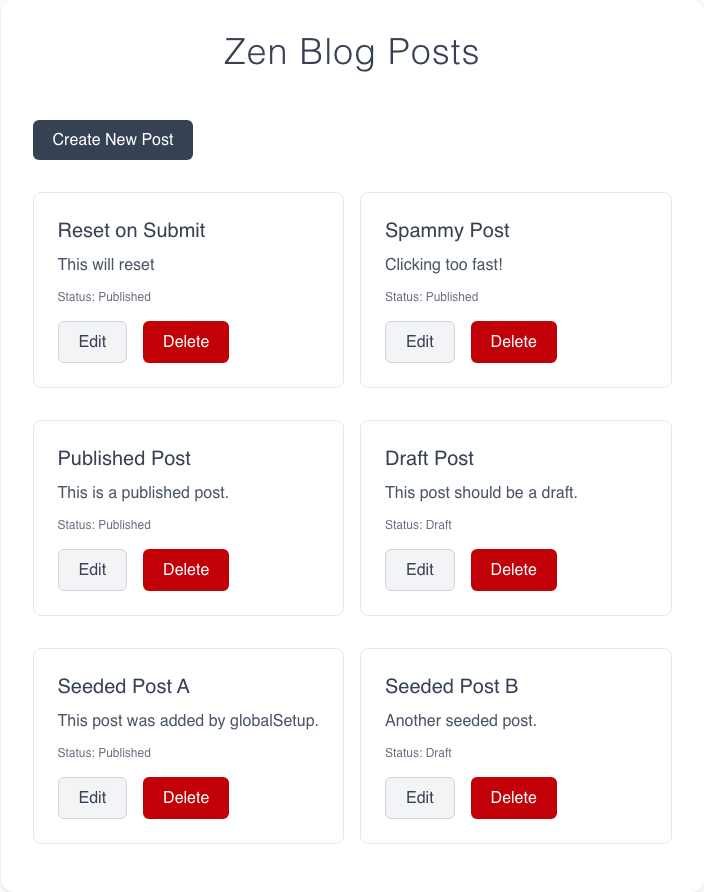 Zen Blog Posts
Create New Post
Reset on Submit
This will reset
Status: Published
Edit Delete
Spammy Post
Clicking too fast!
Status: Published
Edit Delete
Published Post
This is a published post.
Status: Published
Edit Delete
Draft Post
This post should be a draft.
Status: Draft
Edit Delete
Seeded Post A
This post was added by globalSetup.
Status: Published
Edit Delete
Seeded Post B
Another seeded post.
Status: Draft
Edit Delete